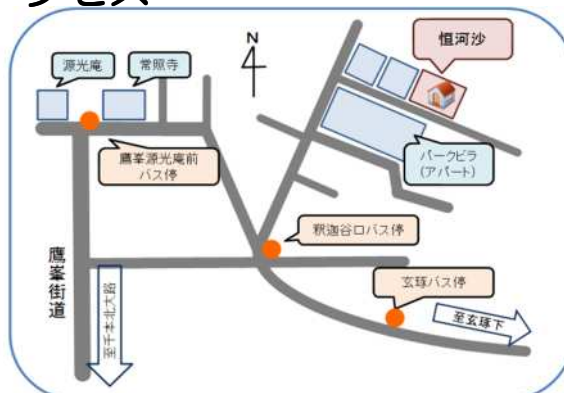 クセス
N
恒河沙
源光庵
常照寺
パークビラ
(アパート)
鷹峯源光庵前
バス停
釈迦谷口バス停
鷹峯街道
至千本北大路
玄琢バス停
至玄琢下